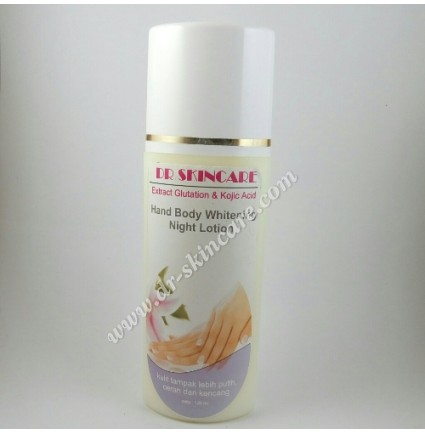 DR SKINCARE
Extract Glutation & Kojic Acid
Hand Body Whitening
Night Lotion
www.dr-skincare.com
kulit tampak lebih putih,
cerah dan kencang